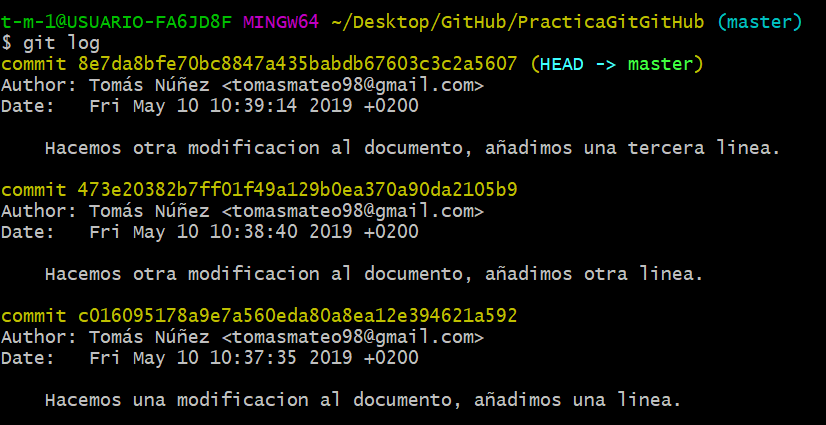 t-m-1@USUARIO-FA6JD8F MINGW64 ~/Desktop/GitHub/PracticaGitGitHub (master)
$ git log
commit 8e7da8bfe70bc8847a435babdb67603c3c2a5607 (HEAD -> master)
Author: Tomás Núñez <tomasmateo98@gmail.com>
Date:   Fri May 10 10:39:14 2019 +0200
    Hacemos otra modificacion al documento, añadimos una tercera linea.
commit 473e20382b7ff01f49a129b0ea370a90da2105b9
Author: Tomás Núñez <tomasmateo98@gmail.com>
Date:   Fri May 10 10:38:40 2019 +0200
    Hacemos otra modificacion al documento, añadimos otra linea.
commit c016095178a9e7a560eda80a8ea12e394621a592
Author: Tomás Núñez <tomasmateo98@gmail.com>
Date:   Fri May 10 10:37:35 2019 +0200
    Hacemos una modificacion al documento, añadimos una linea.